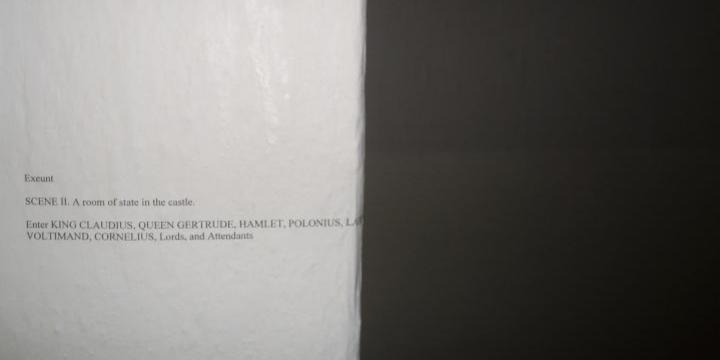 Exeunt
SCENE II. A room of state in the castle.
Enter KING CLAUDIUS, QUEEN GERTRUDE, HAMLET, POLONIUS,
VOLTIMAND, CORNELIUS, Lords, and Attendants